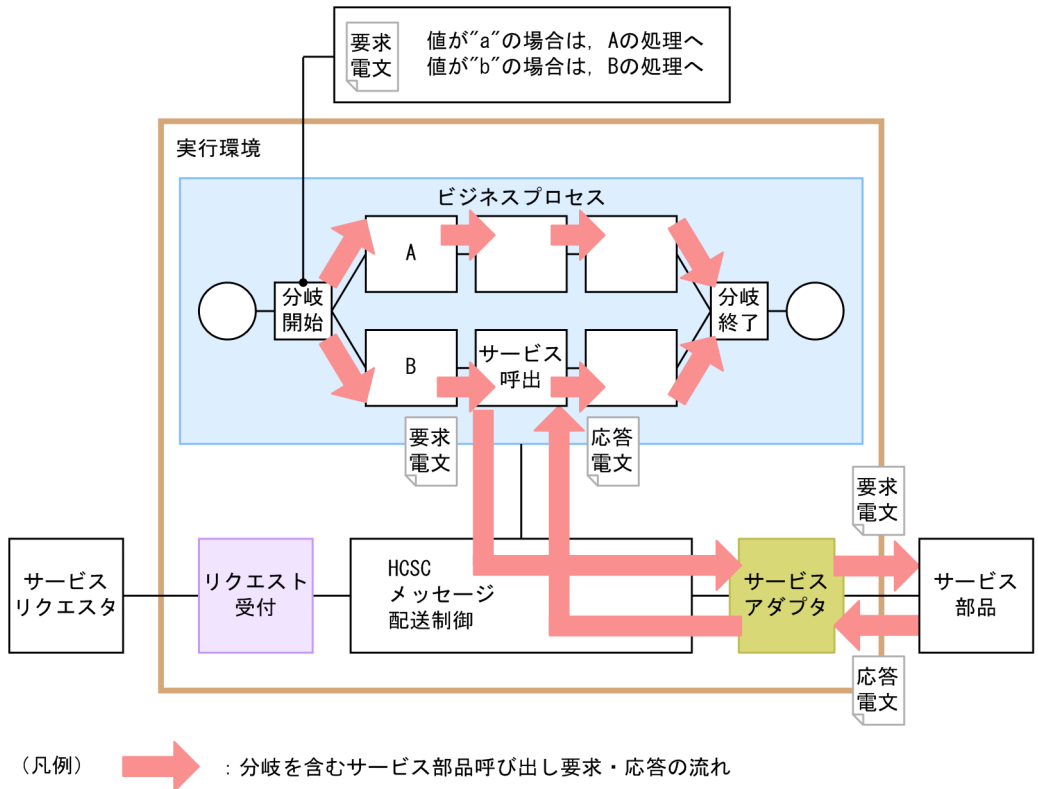 要求
電文
値が"a"の場合は，Aの処理へ
値が"b"の場合は，Bの処理へ
実行環境
ビジネスプロセス
A
分岐
開始
分岐
終了
B
サービス
呼出
要求
電文
応答
電文
要求
電文
サービス
リクエスタ
リクエスト
受付
HCSC
メッセージ
配送制御
サービス
アダプタ
サービス
部品
応答
電文
（凡例）
：分岐を含むサービス部品呼び出し要求・応答の流れ